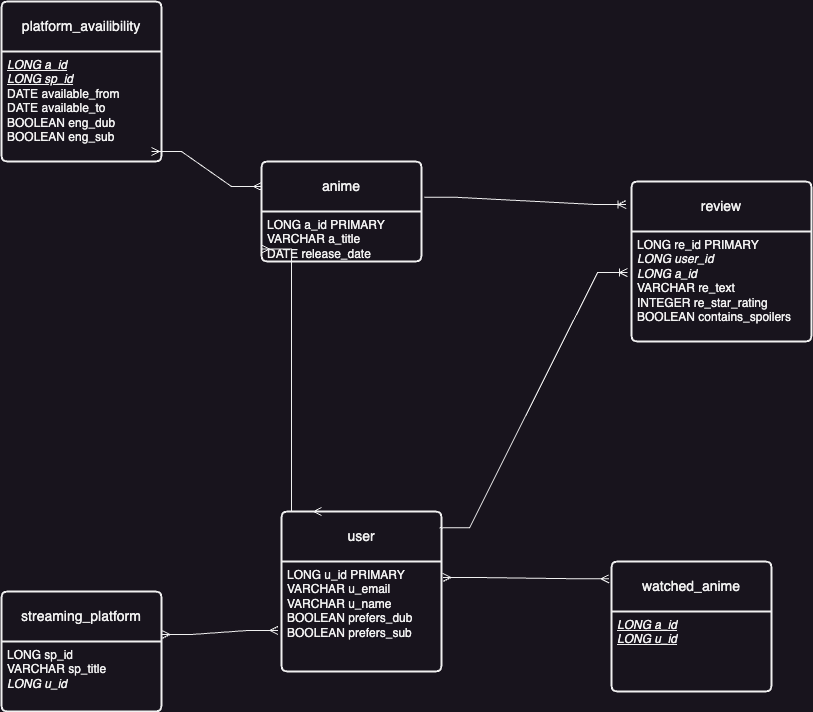 platform_availibility
LONG a_id
LONG sp_id
DATE available_from
DATE available_to
BOOLEAN eng_dub
BOOLEAN eng_sub
anime
LONG a_id PRIMARY
VARCHAR a_title
DATE release_date
review
LONG re_id PRIMARY
LONG user_id
LONG a_id
VARCHAR re_text
INTEGER re_star_rating
BOOLEAN contains_spoilers
user
LONG u_id PRIMARY
VARCHAR u_email
VARCHAR u_name
BOOLEAN prefers_dub
BOOLEAN prefers_sub
watched_anime
LONG a_id
LONG u_id
streaming_platform
LONG sp_id
VARCHAR sp_title
LONG u_id